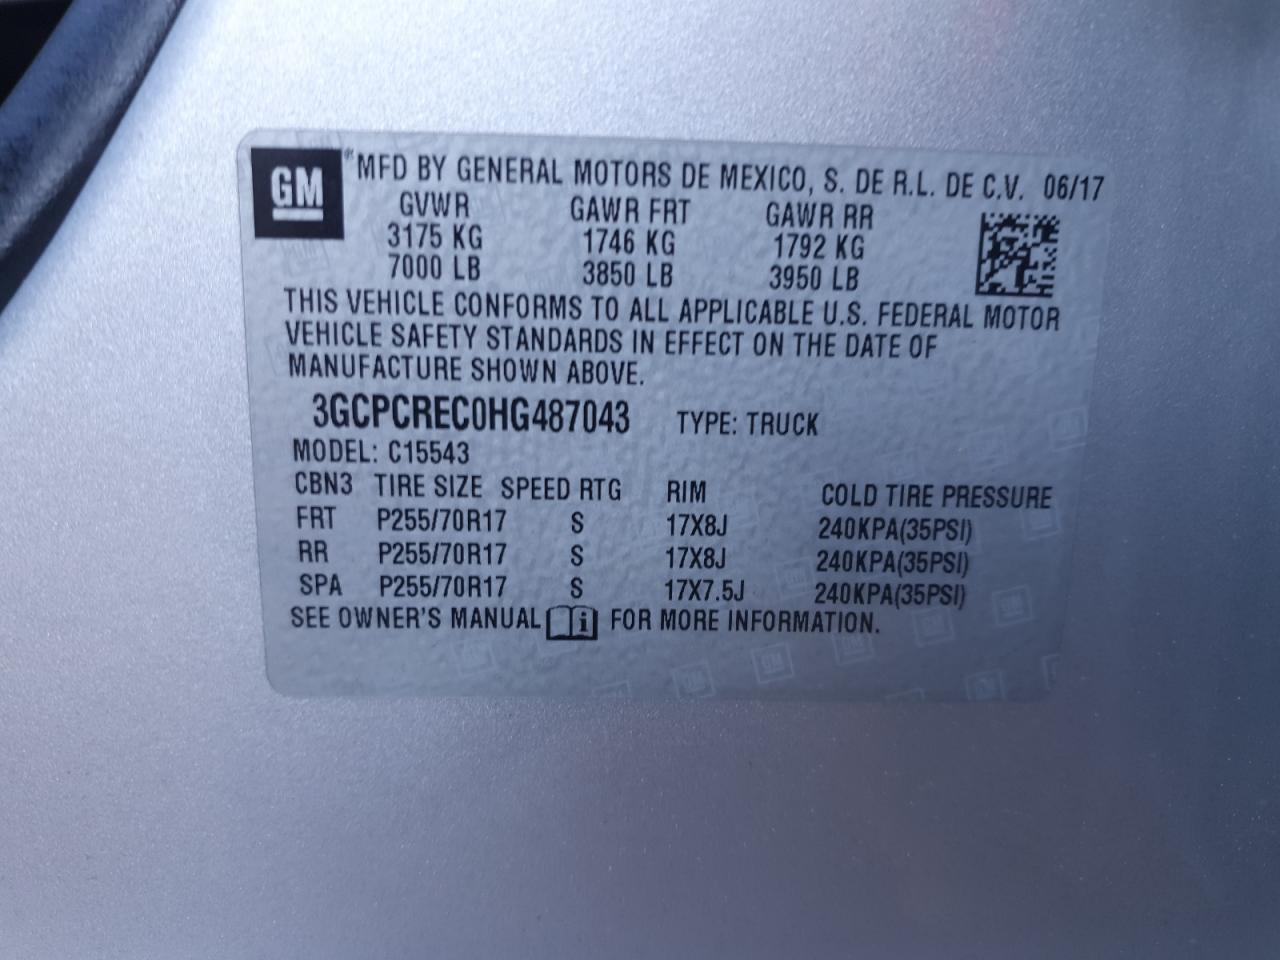 GM *MFD BY GENERAL MOTORS DE MEXICO, S. DE R.L. DE C.V. 06/17
GVWR GAWR FRT GAWR RR
3175 KG 1746 KG 1792 KG
7000 LB 3850 LB 3950 LB
THIS VEHICLE CONFORMS TO ALL APPLICABLE U.S. FEDERAL MOTOR
VEHICLE SAFETY STANDARDS IN EFFECT ON THE DATE OF
MANUFACTURE SHOWN ABOVE.
3GCPCREC0HG487043 TYPE: TRUCK
MODEL: C15543
CBN3 TIRE SIZE SPEED RTG RIM COLD TIRE PRESSURE
FRT P255/70R17 S 17X8J 240KPA(35PSI)
RR P255/70R17 S 17X8J 240KPA(35PSI)
SPA P255/70R17 S 17X7.5J 240KPA(35PSI)
SEE OWNER'S MANUAL i FOR MORE INFORMATION.